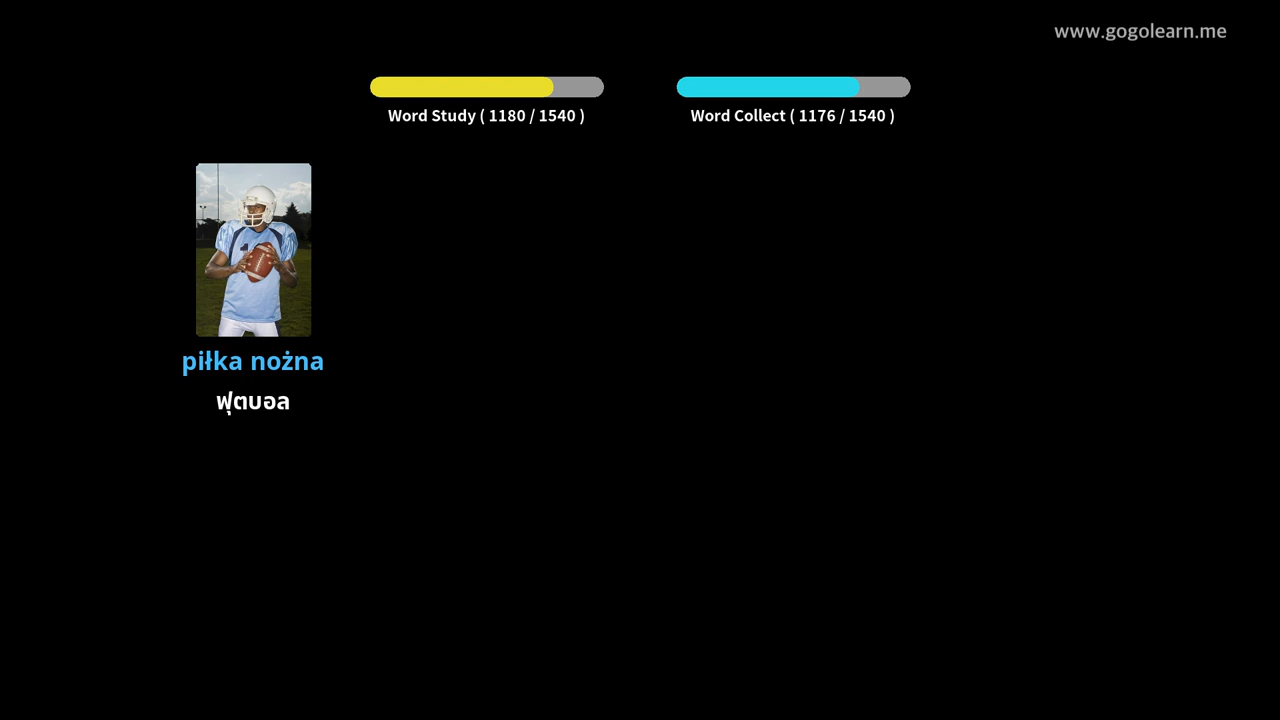 www.gogolearn.me
Word Study ( 1180 / 1540 )
Word Collect ( 1176 / 1540 )
piłka nożna
ฟุตบอล